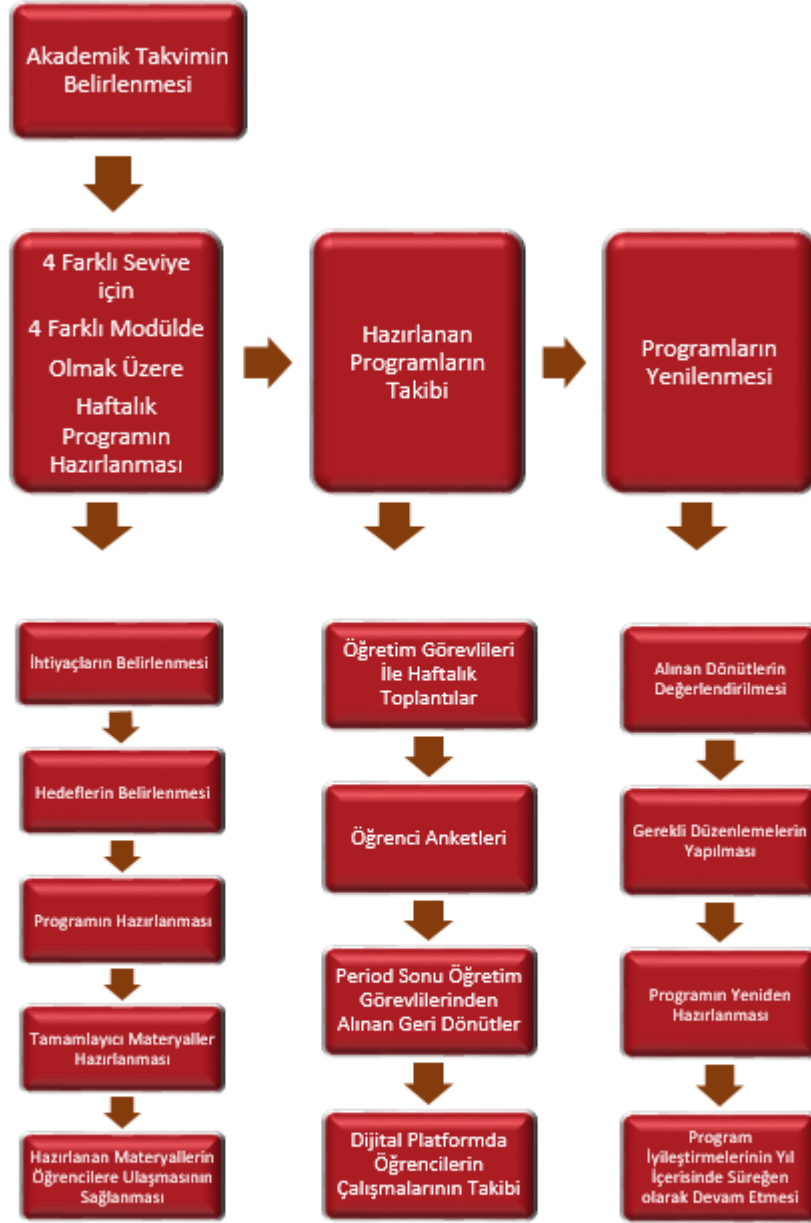 Akademik Takvimin
Belirlenmesi
4 Farklı Seviye
için
4 Farklı Modülde
Olmak Üzere
Haftalık
Programın
Hazırlanması
Hazırlanan
Programların
Takibi
Programların
Yenilenmesi
İhtiyaçların Belirlenmesi
Hedeflerin Belirlenmesi
Programın Hazırlanması
Tamamlayıcı Materyaller
Hazırlanması
Hazırlanan Materyallerin
Öğrencilere Ulaşmasının
Sağlanması
Öğretim Görevlileri
İle Haftalık
Toplantılar
Öğrenci Anketleri
Period Sonu Öğretim
Görevlilerinden
Alınan Geri Dönütler
Dijital Platformda
Öğrencilerin
Çalışmalarının Takibi
Alınan Dönütlerin
Değerlendirilmesi
Gerekli Düzenlemelerin
Yapılması
Programın Yeniden
Hazırlanması
Program
İyileştirmelerinin Yıl
İçerisinde Süreğen
olarak Devam Etmesi